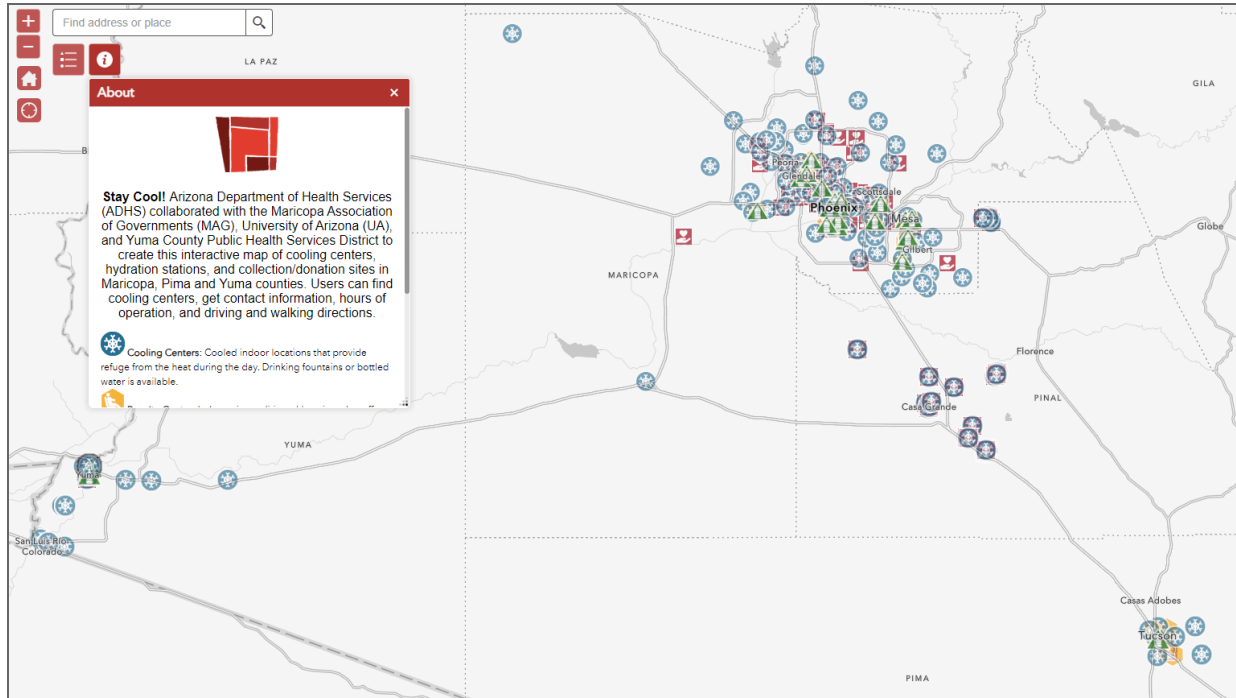 Find address or place
LA PAZ
About
Stay Cool! Arizona Department of Health Services
(ADHS) collaborated with the Maricopa Association
of Governments (MAG), University of Arizona (UA),
and Yuma County Public Health Services District to
create this interactive map of cooling centers,
hydration stations, and collection/donation sites in
Maricopa, Pima and Yuma counties. Users can find
cooling centers, get contact information, hours of
operation, and driving and walking directions.
Cooling Centers: Cooled indoor locations that provide
refuge from the heat during the day. Drinking fountains or bottled
water is available.
GILA
Peoria
Glendale
Scottsdale
Phoenix
Mesa
Gilbert
Globe
MARICOPA
Florence
PINAL
Casa Grande
YUMA
Yuma
San Luis Río
Colorado
Casas Adobes
Tucson
PIMA